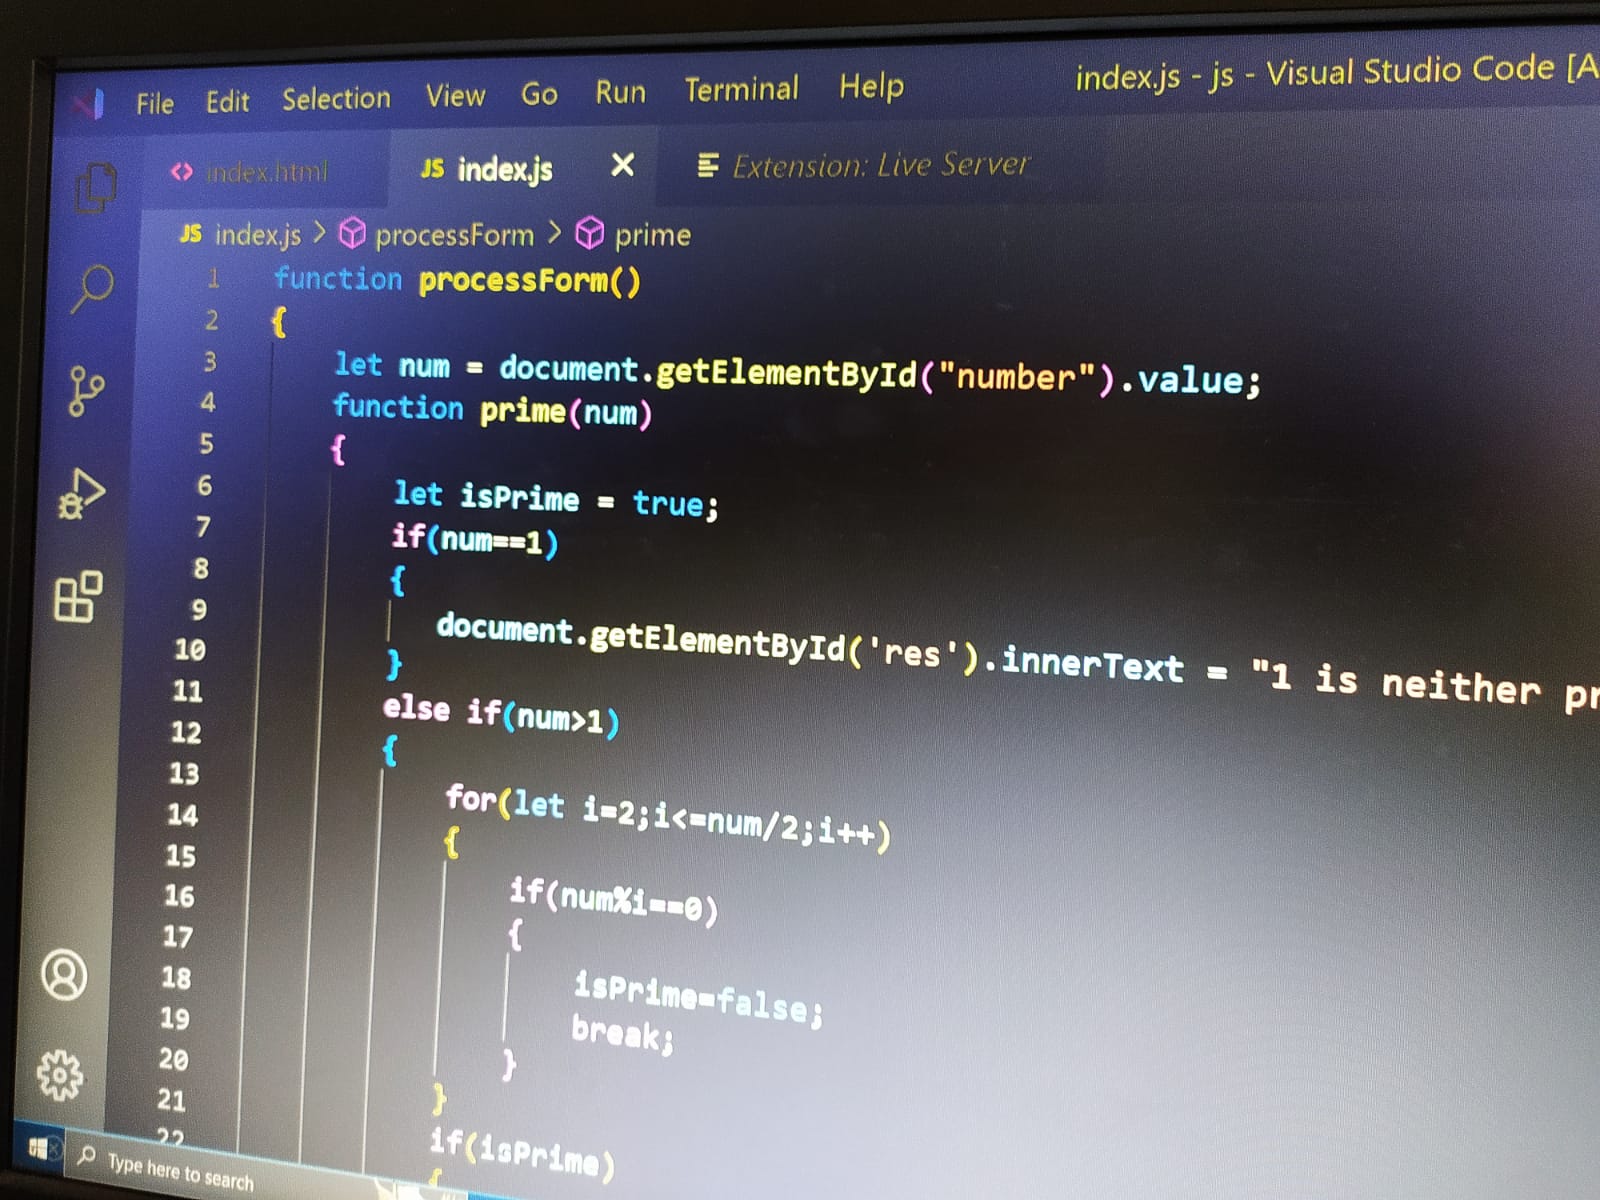 File Edit Selection View Go Run Terminal Help index.js - js - Visual Studio Code [A
index.html JS index.js X Extension: Live Server
JS index.js > processForm > prime
1 function processForm()
2 {
3 let num = document.getElementById("number").value;
4 function prime(num)
5 {
6 let isPrime = true;
7 if(num==1)
8 {
9 document.getElementById('res').innerText = "1 is neither pr
10 }
11 else if(num>1)
12 {
13 for(let i=2;i<=num/2;i++)
14 {
15 if(num%i==0)
16 {
17 isPrime=false;
18 break;
19 }
20 }
21 if(isPrime)
22 {
Type here to search